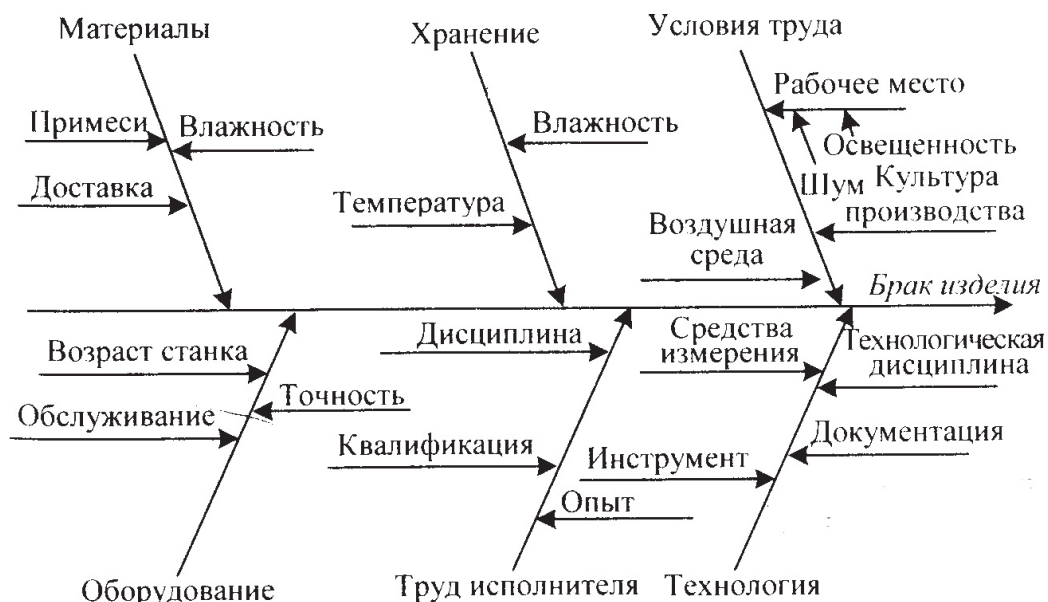 Материалы
Хранение
Условия труда
Рабочее место
Примеси
Влажность
Влажность
Освещенность
Доставка
Шум
Культура
производства
Температура
Воздушная
среда
Брак изделия
Дисциплина
Средства
измерения
Технологическая
дисциплина
Возраст станка
Точность
Обслуживание
Квалификация
Инструмент
Документация
Опыт
Оборудование
Труд исполнителя
Технология